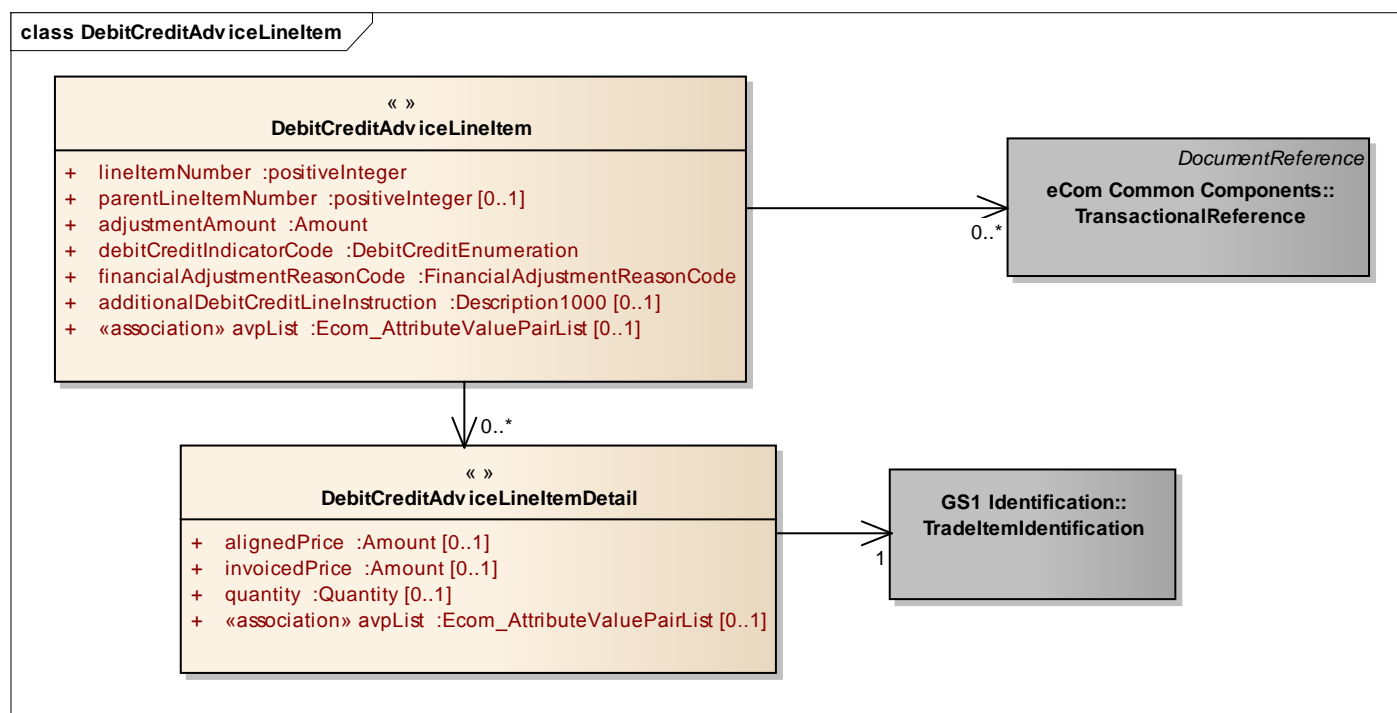 class DebitCreditAdviceLineItem
« »
DebitCreditAdviceLineItem
+ lineItemNumber :positiveInteger
+ parentLineItemNumber :positiveInteger [0..1]
+ adjustmentAmount :Amount
+ debitCreditIndicatorCode :DebitCreditEnumeration
+ financialAdjustmentReasonCode :FinancialAdjustmentReasonCode
+ additionalDebitCreditLineInstruction :Description1000 [0..1]
+ «association» avpList :Ecom_AttributeValuePairList [0..1]
DocumentReference
eCom Common Components::
TransactionalReference
0..*
0..*
« »
DebitCreditAdviceLineItemDetail
+ alignedPrice :Amount [0..1]
+ invoicedPrice :Amount [0..1]
+ quantity :Quantity [0..1]
+ «association» avpList :Ecom_AttributeValuePairList [0..1]
GS1 Identification::
TradeItemIdentification
1